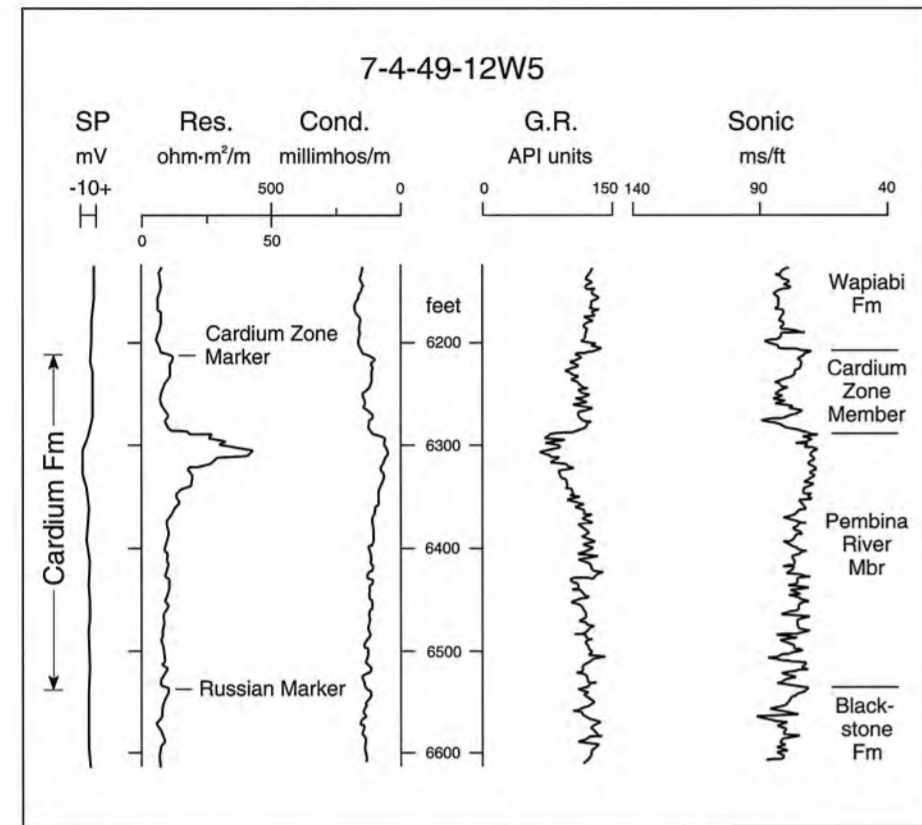 7-4-49-12W5
SP Res. Cond. G.R. Sonic
mV ohm·m²/m millimhos/m API units ms/ft
-10+ 500 0 0 150 140 90 40
0 50
feet
Wapiabi
Fm
Cardium Zone
Marker
6200
Cardium
Zone
Member
6300
Cardium Fm
6400
Pembina
River
Mbr
6500
Russian Marker
Black-
stone
Fm
6600